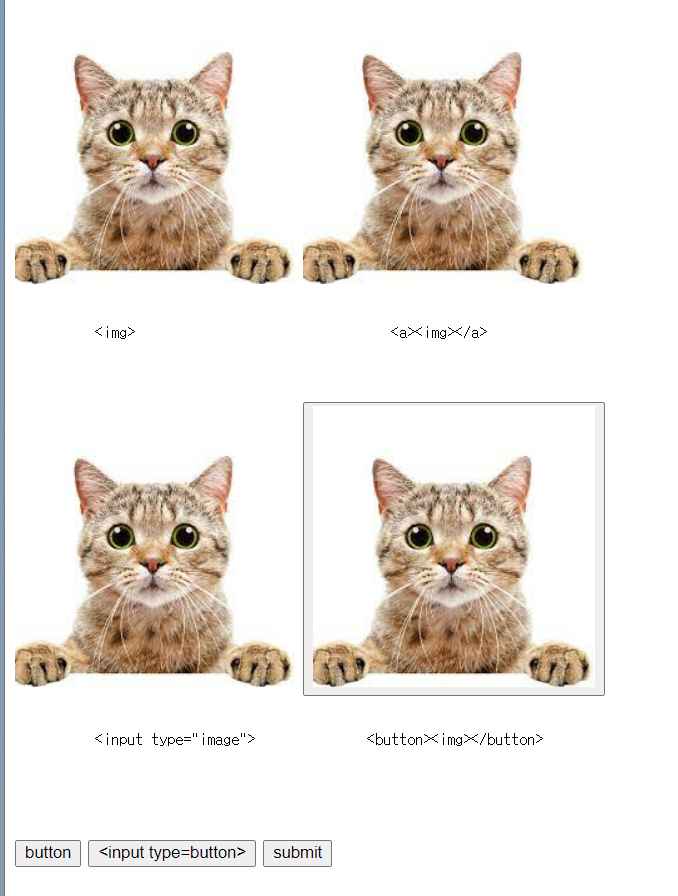 <img>
<a><img></a>
<input type="image">
<button><img></button>
button
<input type=button>
submit